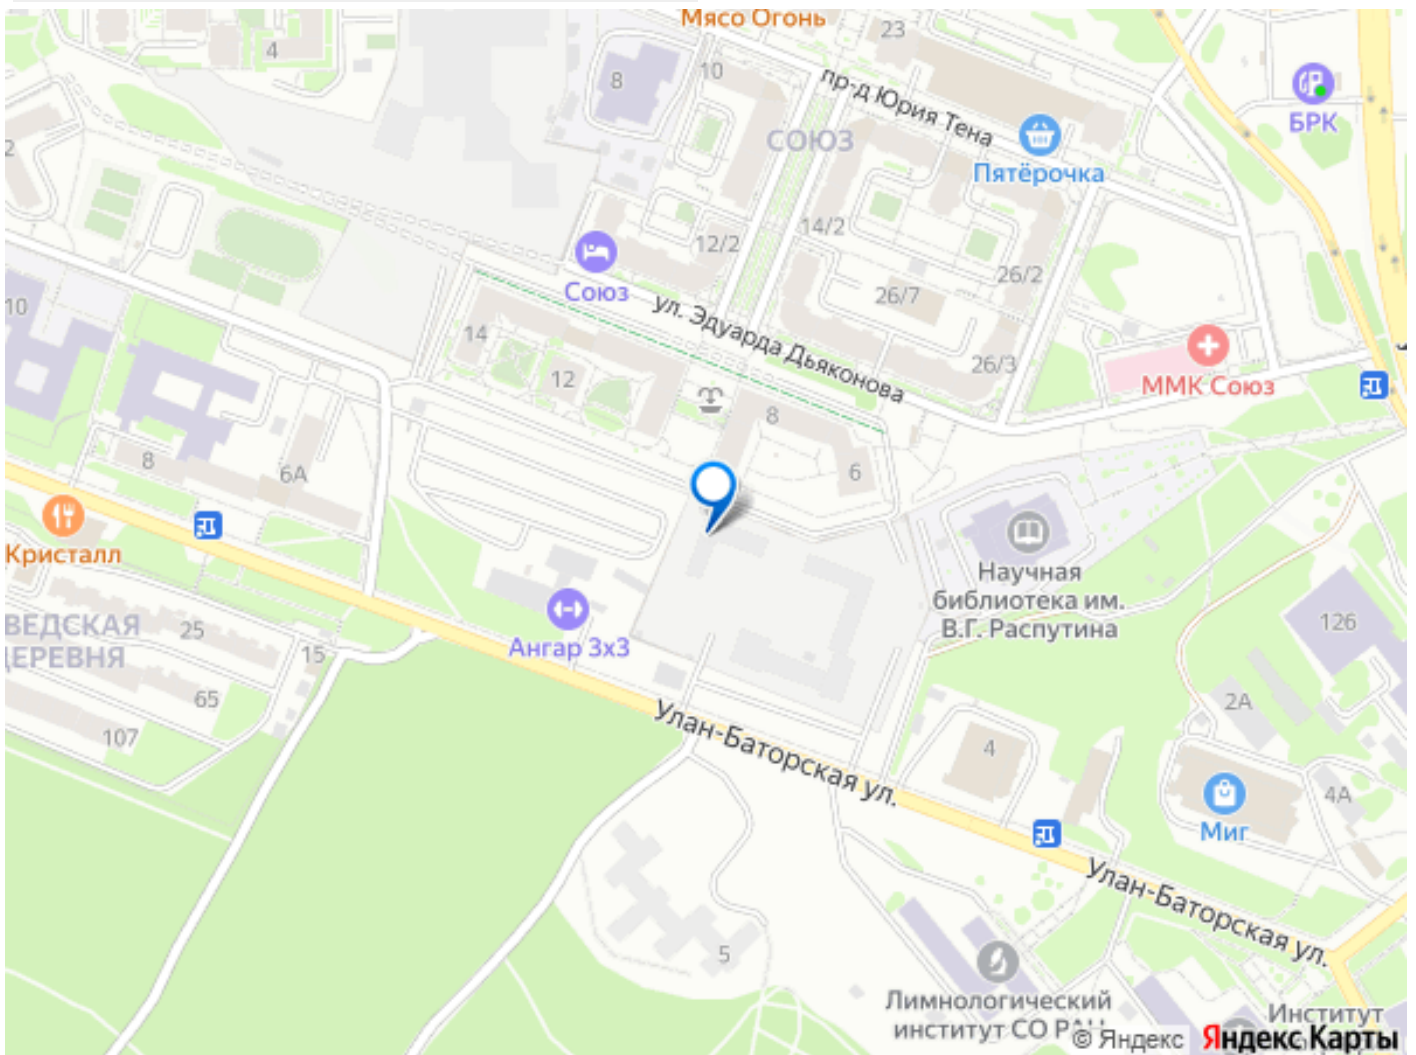 Мясо Огонь
23
4
8
10
пр-д Юрия Тена
БРК
СОЮЗ
Пятёрочка
2
12/2
14/2
26/2
Союз
26/7
10
ул. Эдуарда Дьяконова
14
26/3
12
ММК Союз
8
8
6А
6
Кристалл
Научная
библиотека им.
В.Г. Распутина
ВЕДСКАЯ
ДЕРЕВНЯ
25
15
Ангар 3х3
126
65
107
2А
Улан-Баторская ул.
4
4А
Миг
Улан-Баторская ул.
5
Лимнологический
институт СО РАН
Институт
© Яндекс Яндекс Карты